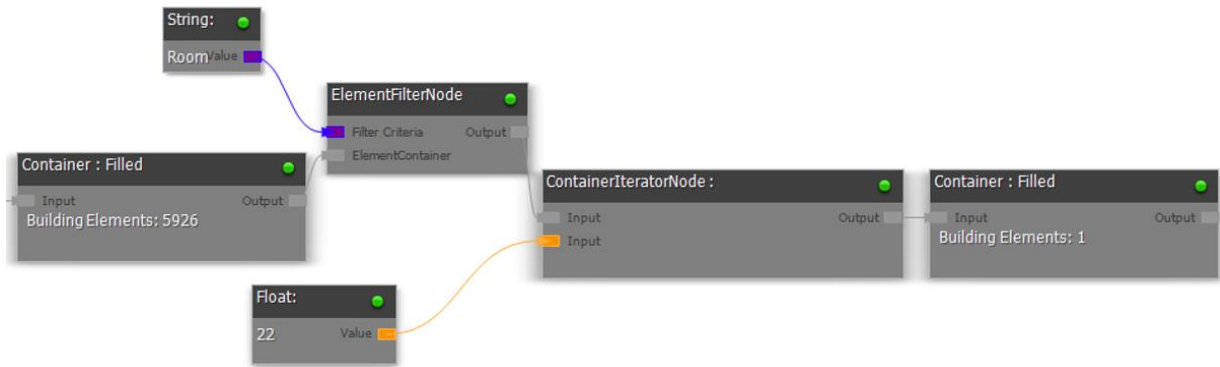 String:
Room Value
ElementFilterNode
Filter Criteria Output
ElementContainer
Container : Filled
Input Output
Building Elements: 5926
ContainerIteratorNode :
Input Output
Input
Container : Filled
Input Output
Building Elements: 1
Float:
22 Value